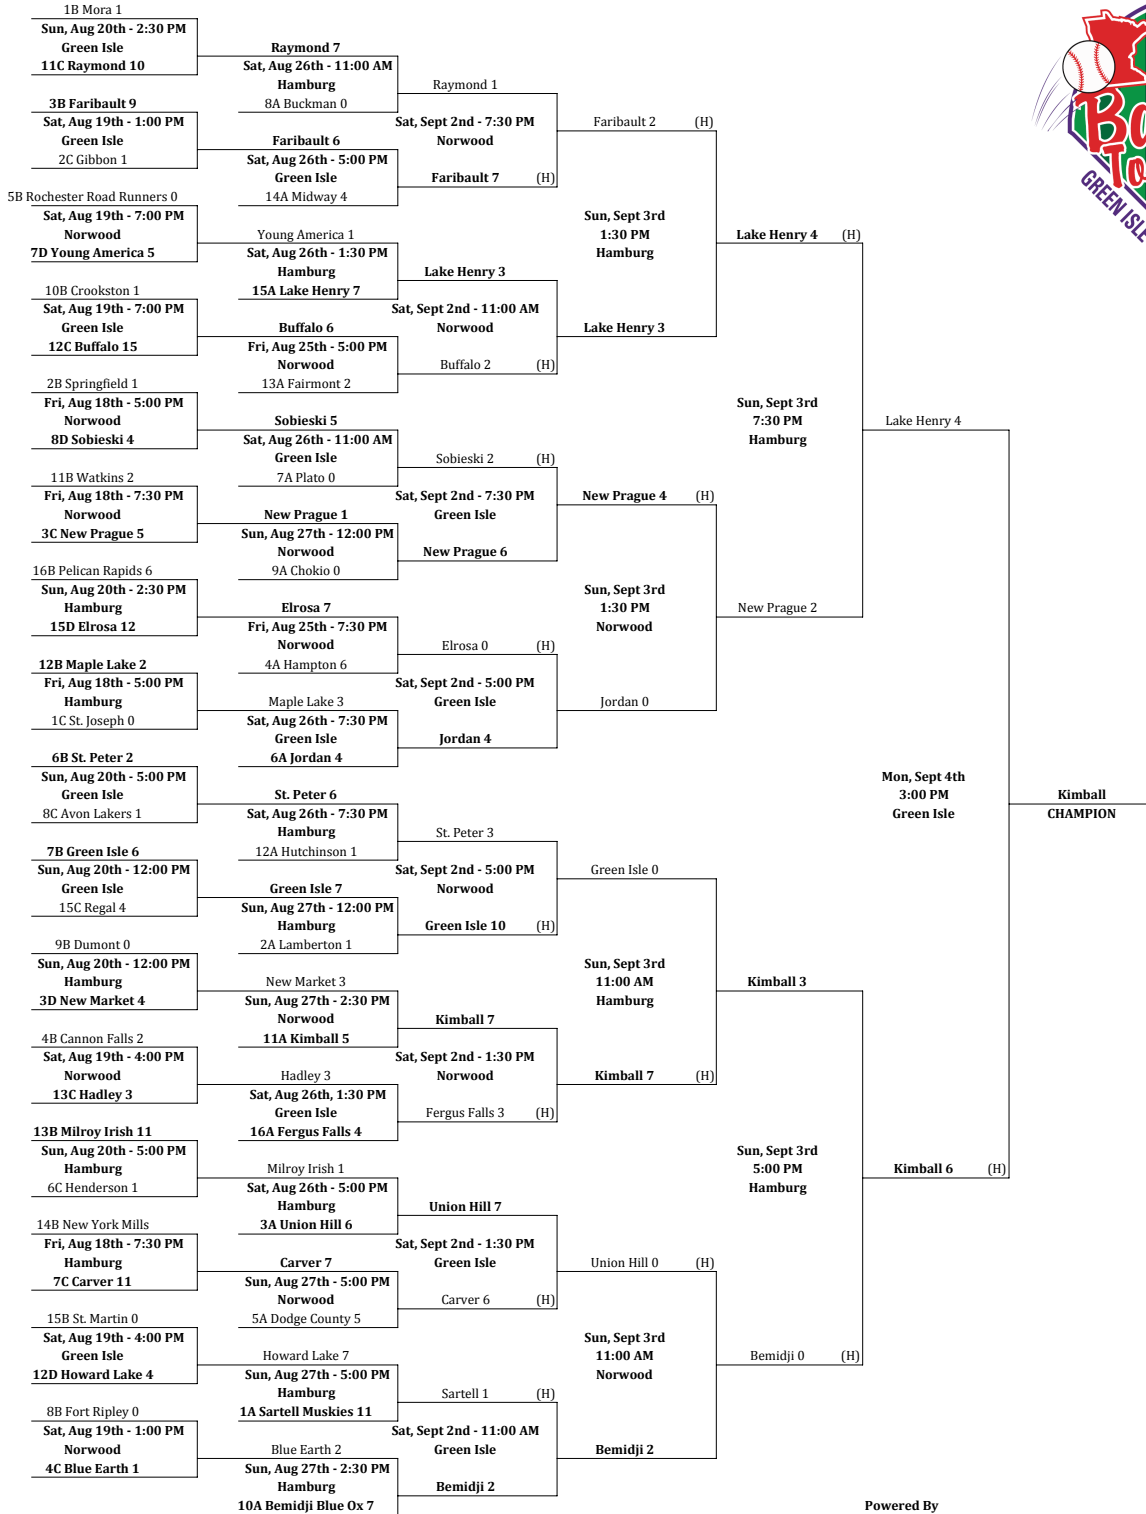 1B Mora 1
Sun, Aug 20th - 2:30 PM
Green Isle
11C Raymond 10
3B Faribault 9
Sat, Aug 19th - 1:00 PM
Green Isle
2C Gibbon 1
5B Rochester Road Runners 0
Sat, Aug 19th - 7:00 PM
Norwood
7D Young America 5
10B Crookston 1
Sat, Aug 19th - 7:00 PM
Green Isle
12C Buffalo 15
2B Springfield 1
Fri, Aug 18th - 5:00 PM
Norwood
8D Sobieski 4
11B Watkins 2
Fri, Aug 18th - 7:30 PM
Norwood
3C New Prague 5
16B Pelican Rapids 6
Sun, Aug 20th - 2:30 PM
Hamburg
15D Elrosa 12
12B Maple Lake 2
Fri, Aug 18th - 5:00 PM
Hamburg
1C St. Joseph 0
6B St. Peter 2
Sun, Aug 20th - 5:00 PM
Green Isle
8C Avon Lakers 1
7B Green Isle 6
Sun, Aug 20th - 12:00 PM
Green Isle
15C Regal 4
9B Dumont 0
Sun, Aug 20th - 12:00 PM
Hamburg
3D New Market 4
4B Cannon Falls 2
Sat, Aug 19th - 4:00 PM
Norwood
13C Hadley 3
13B Milroy Irish 11
Sun, Aug 20th - 5:00 PM
Hamburg
6C Henderson 1
14B New York Mills
Fri, Aug 18th - 7:30 PM
Hamburg
7C Carver 11
15B St. Martin 0
Sat, Aug 19th - 4:00 PM
Green Isle
12D Howard Lake 4
8B Fort Ripley 0
Sat, Aug 19th - 1:00 PM
Norwood
4C Blue Earth 1
Raymond 7
Sat, Aug 26th - 11:00 AM
Hamburg
8A Buckman 0
Faribault 6
Sat, Aug 26th - 5:00 PM
Green Isle
14A Midway 4
Young America 1
Sat, Aug 26th - 1:30 PM
Hamburg
15A Lake Henry 7
Buffalo 6
Fri, Aug 25th - 5:00 PM
Norwood
13A Fairmont 2
Sobieski 5
Sat, Aug 26th - 11:00 AM
Green Isle
7A Plato 0
New Prague 1
Sun, Aug 27th - 12:00 PM
Norwood
9A Chokio 0
Elrosa 7
Fri, Aug 25th - 7:30 PM
Norwood
4A Hampton 6
Maple Lake 3
Sat, Aug 26th - 7:30 PM
Green Isle
6A Jordan 4
St. Peter 6
Sat, Aug 26th - 7:30 PM
Hamburg
12A Hutchinson 1
Green Isle 7
Sun, Aug 27th - 12:00 PM
Hamburg
2A Lamberton 1
New Market 3
Sun, Aug 27th - 2:30 PM
Norwood
11A Kimball 5
Hadley 3
Sat, Aug 26th, 1:30 PM
Green Isle
16A Fergus Falls 4
Milroy Irish 1
Sat, Aug 26th - 5:00 PM
Hamburg
3A Union Hill 6
Carver 7
Sun, Aug 27th - 5:00 PM
Norwood
5A Dodge County 5
Howard Lake 7
Sun, Aug 27th - 5:00 PM
Hamburg
1A Sartell Muskies 11
Blue Earth 2
Sun, Aug 27th - 2:30 PM
Hamburg
10A Bemidji Blue Ox 7
Raymond 1
Sat, Sept 2nd - 7:30 PM
Norwood
Faribault 7 (H)
Lake Henry 3
Sat, Sept 2nd - 11:00 AM
Norwood
Buffalo 2 (H)
Sobieski 2 (H)
Sat, Sept 2nd - 7:30 PM
Green Isle
New Prague 6
Elrosa 0 (H)
Sat, Sept 2nd - 5:00 PM
Green Isle
Jordan 4
St. Peter 3
Sat, Sept 2nd - 5:00 PM
Norwood
Green Isle 10 (H)
Kimball 7
Sat, Sept 2nd - 1:30 PM
Norwood
Fergus Falls 3 (H)
Union Hill 7
Sat, Sept 2nd - 1:30 PM
Green Isle
Carver 6 (H)
Sartell 1 (H)
Sat, Sept 2nd - 11:00 AM
Green Isle
Bemidji 2
Faribault 2 (H)
Sun, Sept 3rd
1:30 PM
Hamburg
Lake Henry 3
New Prague 4 (H)
Sun, Sept 3rd
1:30 PM
Norwood
Jordan 0
Green Isle 0
Sun, Sept 3rd
11:00 AM
Hamburg
Kimball 7 (H)
Union Hill 0 (H)
Sun, Sept 3rd
11:00 AM
Norwood
Bemidji 2
Lake Henry 4 (H)
Sun, Sept 3rd
7:30 PM
Hamburg
New Prague 2
Kimball 3
Sun, Sept 3rd
5:00 PM
Hamburg
Bemidji 0 (H)
Lake Henry 4
Mon, Sept 4th
3:00 PM
Green Isle
Kimball 6 (H)
Kimball
CHAMPION
Ba
To
GREEN ISLE
Powered By